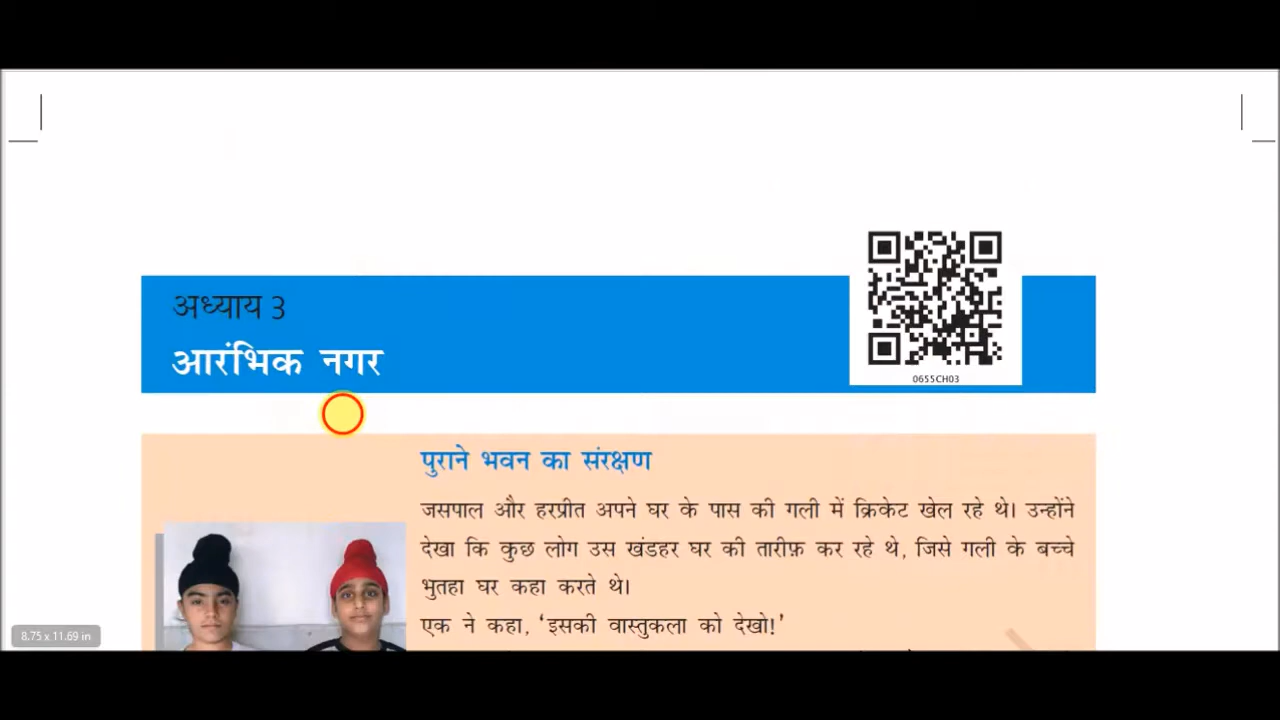 अध्याय 3
आरंभिक नगर
0655CH03
पुराने भवन का संरक्षण
जसपाल और हरप्रीत अपने घर के पास की गली में क्रिकेट खेल रहे थे। उन्होंने
देखा कि कुछ लोग उस खंडहर घर की तारीफ़ कर रहे थे, जिसे गली के बच्चे
भुतहा घर कहा करते थे।
एक ने कहा, ‘इसकी वास्तुकला को देखो!’
8.75 x 11.69 in